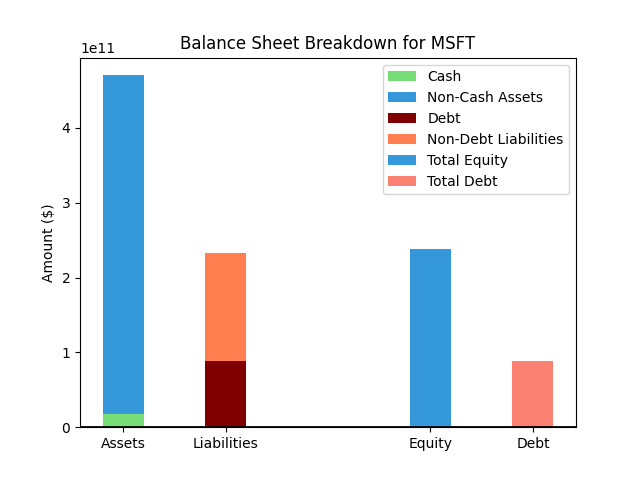 Balance Sheet Breakdown for MSFT
1e11
Cash
Non-Cash Assets
Debt
Non-Debt Liabilities
Total Equity
Total Debt
4
3
2
1
0
Amount ($)
Assets Liabilities Equity Debt